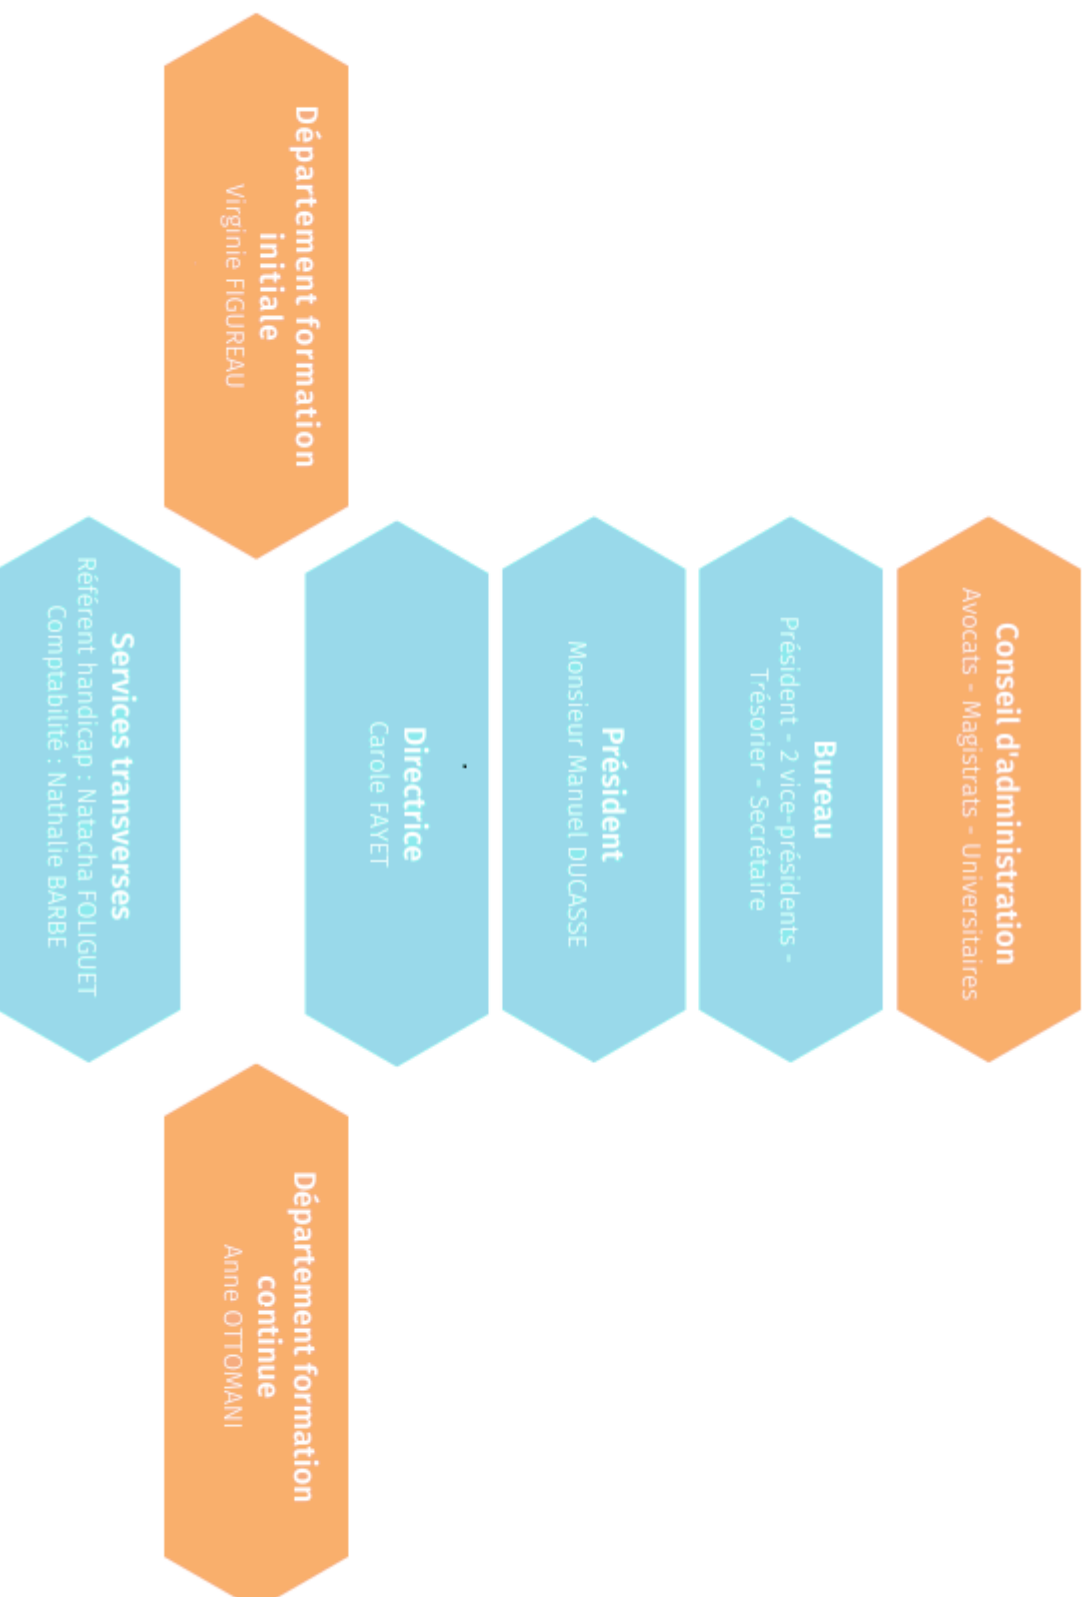 Conseil d'administration
Avocats - Magistrats - Universitaires
Bureau
Président - 2 vice-présidents -
Trésorier - Secrétaire
Président
Monsieur Manuel DUCASSE
Directrice
Carole FAYET
Département formation
initiale
Virginie FIGUREAU
Département formation
continue
Anne OTTOMANI
Services transverses
Référent handicap : Natacha FOLIGUET
Comptabilité : Nathalie BARBE